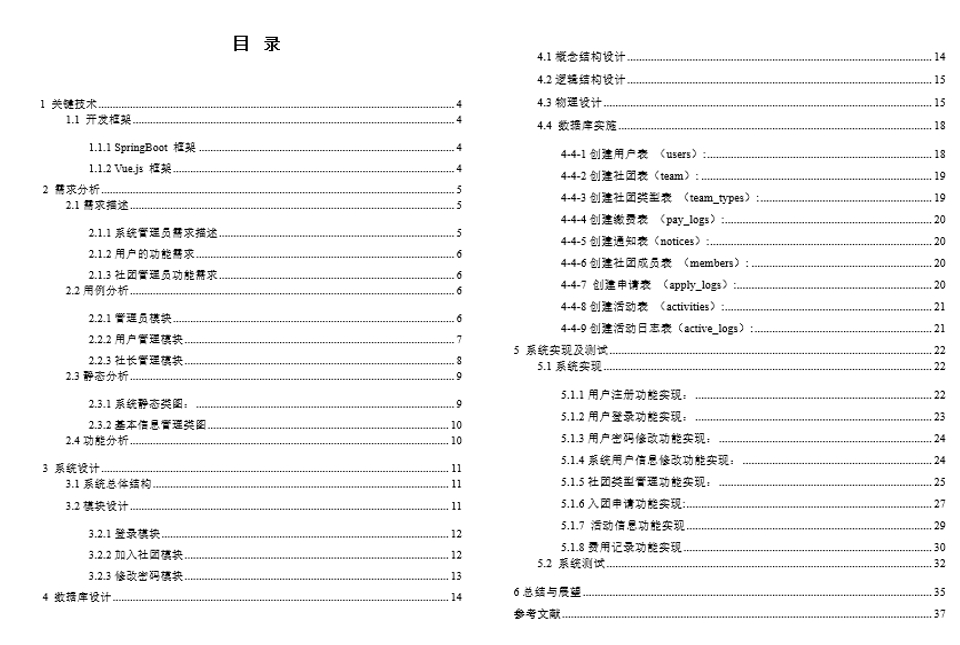 目 录
1 关键技术 4
1.1 开发框架 4
1.1.1 SpringBoot 框架 4
1.1.2 Vue.js 框架 4
2 需求分析 5
2.1 需求描述 5
2.1.1 系统管理员需求描述 5
2.1.2 用户的功能需求 6
2.1.3 社团管理员功能需求 6
2.2 用例分析 6
2.2.1 管理员模块 6
2.2.2 用户管理模块 7
2.2.3 社长管理模块 8
2.3 静态分析 9
2.3.1 系统静态类图： 9
2.3.2 基本信息管理类图 10
2.4 功能分析 10
3 系统设计 11
3.1 系统总体结构 11
3.2 模块设计 11
3.2.1 登录模块 12
3.2.2 加入社团模块 12
3.2.3 修改密码模块 13
4 数据库设计 14
4.1 概念结构设计 14
4.2 逻辑结构设计 15
4.3 物理设计 15
4.4 数据库实施 18
4-4-1 创建用户表 （users）: 18
4-4-2 创建社团表（team）: 19
4-4-3 创建社团类型表 （team_types）: 19
4-4-4 创建缴费表 （pay_logs）: 20
4-4-5 创建通知表（notices）: 20
4-4-6 创建社团成员表 （members）: 20
4-4-7 创建申请表 （apply_logs）: 20
4-4-8 创建活动表 （activities）: 21
4-4-9 创建活动日志表（active_logs）: 21
5 系统实现及测试 22
5.1 系统实现 22
5.1.1 用户注册功能实现： 22
5.1.2 用户登录功能实现： 23
5.1.3 用户密码修改功能实现： 24
5.1.4 系统用户信息修改功能实现： 24
5.1.5 社团类型管理功能实现： 25
5.1.6 入团申请功能实现: 27
5.1.7 活动信息功能实现 29
5.1.8 费用记录功能实现 30
5.2 系统测试 32
6 总结与展望 35
参考文献 37